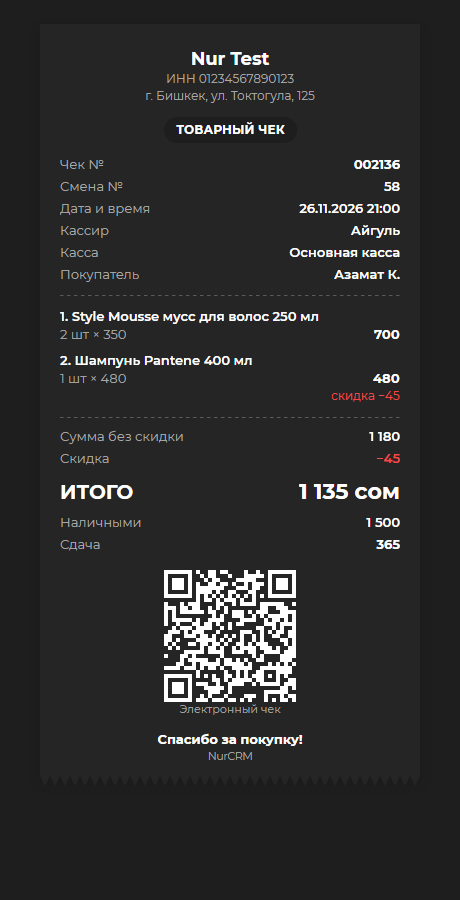 Nur Test
ИНН 01234567890123
г. Бишкек, ул. Токтогула, 125
ТОВАРНЫЙ ЧЕК
Чек № 002136
Смена № 58
Дата и время 26.11.2026 21:00
Кассир Айгуль
Касса Основная касса
Покупатель Азамат К.
1. Style Mousse мусс для волос 250 мл
2 шт × 350 700
2. Шампунь Pantene 400 мл
1 шт × 480 480
скидка −45
Сумма без скидки 1 180
Скидка −45
ИТОГО 1 135 сом
Наличными 1 500
Сдача 365
Электронный чек
Спасибо за покупку!
NurCRM